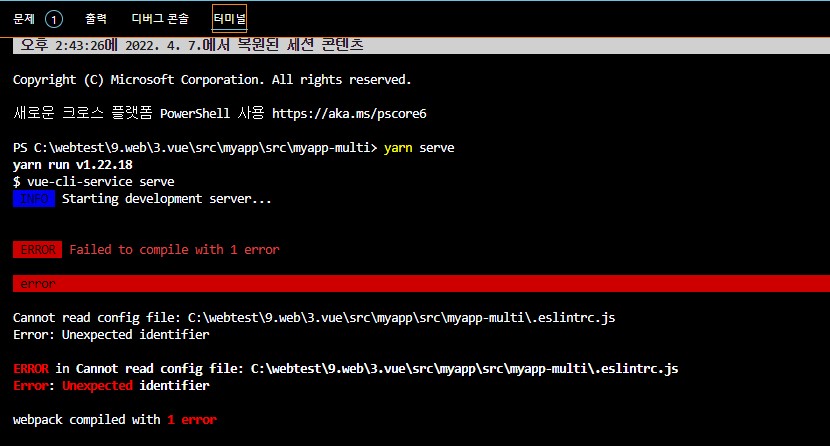 문제 1 출력 디버그 콘솔 터미널
오후 2:43:26에 2022. 4. 7.에서 복원된 세션 콘텐츠
Copyright (C) Microsoft Corporation. All rights reserved.
새로운 크로스 플랫폼 PowerShell 사용 https://aka.ms/pscore6
PS C:\webtest\9.web\3.vue\src\myapp\src\myapp-multi> yarn serve
yarn run v1.22.18
$ vue-cli-service serve
INFO Starting development server...
ERROR Failed to compile with 1 error
error
Cannot read config file: C:\webtest\9.web\3.vue\src\myapp\src\myapp-multi\.eslintrc.js
Error: Unexpected identifier
ERROR in Cannot read config file: C:\webtest\9.web\3.vue\src\myapp\src\myapp-multi\.eslintrc.js
Error: Unexpected identifier
webpack compiled with 1 error